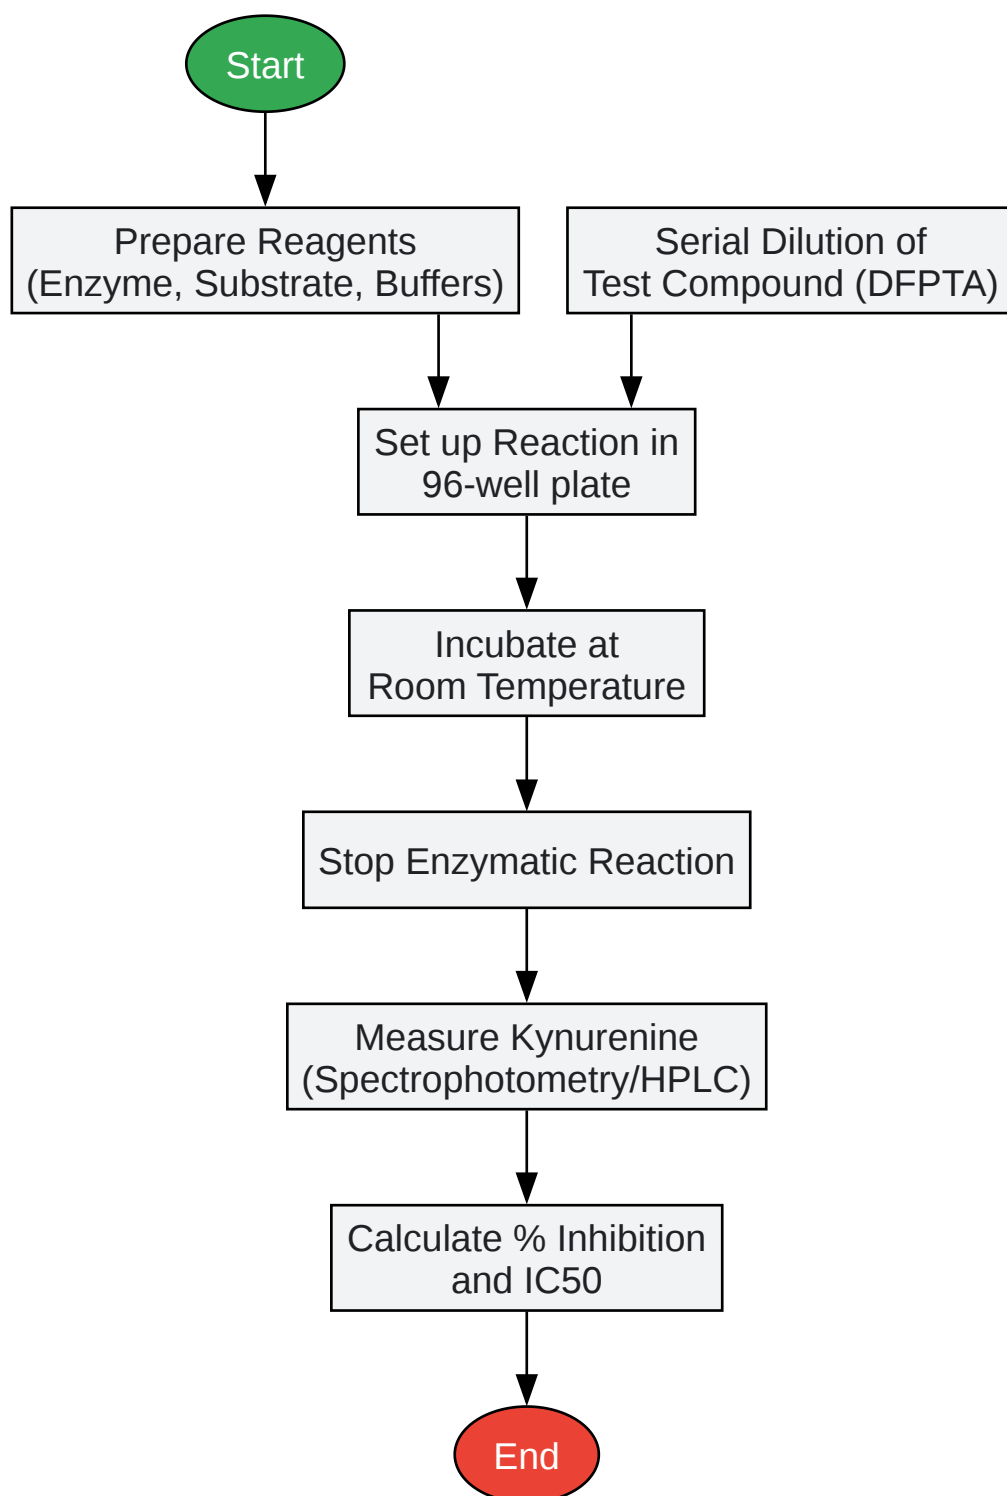 Start
Prepare Reagents
(Enzyme, Substrate, Buffers)
Serial Dilution of
Test Compound (DFPTA)
Set up Reaction in
96-well plate
Incubate at
Room Temperature
Stop Enzymatic Reaction
Measure Kynurenine
(Spectrophotometry/HPLC)
Calculate % Inhibition
and IC50
End